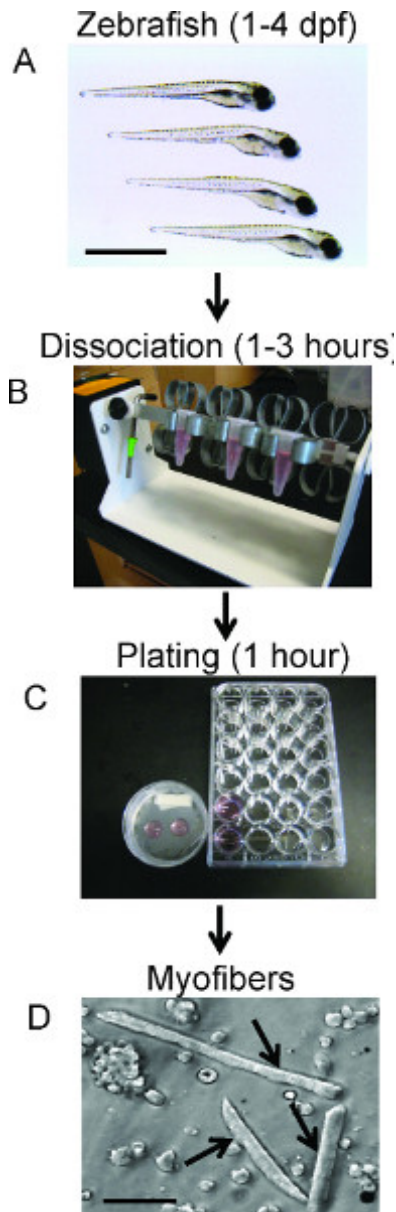 Zebrafish (1-4 dpf)
A
Dissociation (1-3 hours)
B
Plating (1 hour)
C
Myofibers
D